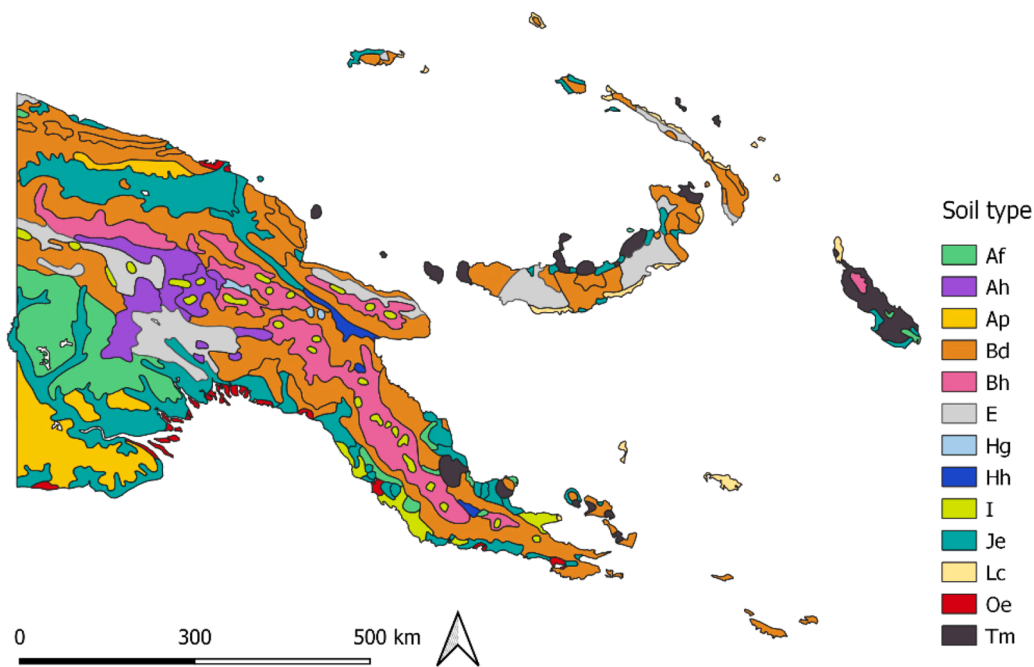 Soil type
Af
Ah
Ap
Bd
Bh
E
Hg
Hh
I
Je
Lc
Oe
Tm
0 300 500 km